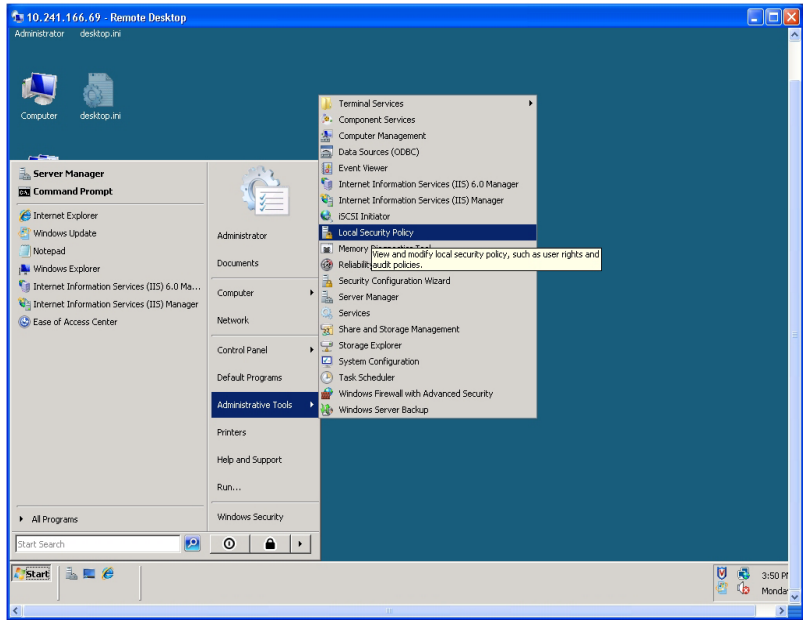 10.241.166.69 - Remote Desktop
Administrator desktop.ini
Computer desktop.ini
Server Manager
Command Prompt
Internet Explorer
Windows Update
Notepad
Windows Explorer
Internet Information Services (IIS) 6.0 Ma...
Internet Information Services (IIS) Manager
Ease of Access Center
All Programs
Start Search
Administrator
Documents
Computer
Network
Control Panel
Default Programs
Administrative Tools
Printers
Help and Support
Run...
Windows Security
Terminal Services
Component Services
Computer Management
Data Sources (ODBC)
Event Viewer
Internet Information Services (IIS) 6.0 Manager
Internet Information Services (IIS) Manager
iSCSI Initiator
Local Security Policy
Memory
View and modify local security policy, such as user rights and
audit policies.
Security Configuration Wizard
Server Manager
Services
Share and Storage Management
Storage Explorer
System Configuration
Task Scheduler
Windows Firewall with Advanced Security
Windows Server Backup
Start
3:50 P
Monda